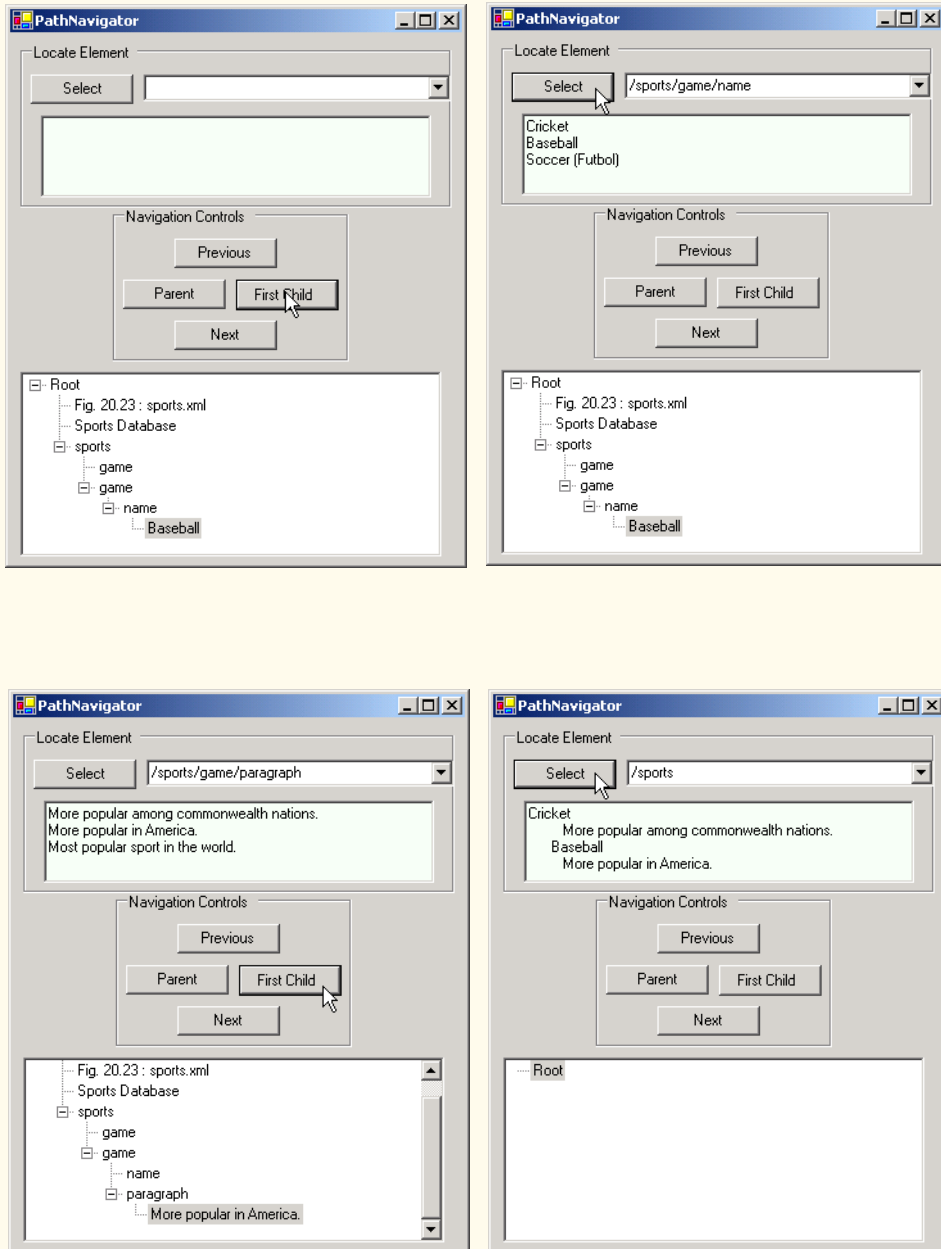 PathNavigator
Locate Element
Select
Navigation Controls
Previous
Parent
First Child
Next
Root
Fig. 20.23 : sports.xml
Sports Database
sports
game
game
name
Baseball
PathNavigator
Locate Element
Select /sports/game/name
Cricket
Baseball
Soccer (Futbol)
Navigation Controls
Previous
Parent First Child
Next
Root
Fig. 20.23 : sports.xml
Sports Database
sports
game
game
name
Baseball
PathNavigator
Locate Element
Select /sports/game/paragraph
More popular among commonwealth nations.
More popular in America.
Most popular sport in the world.
Navigation Controls
Previous
Parent First Child
Next
Fig. 20.23 : sports.xml
Sports Database
sports
game
game
name
paragraph
More popular in America.
PathNavigator
Locate Element
Select /sports
Cricket
More popular among commonwealth nations.
Baseball
More popular in America.
Navigation Controls
Previous
Parent First Child
Next
Root